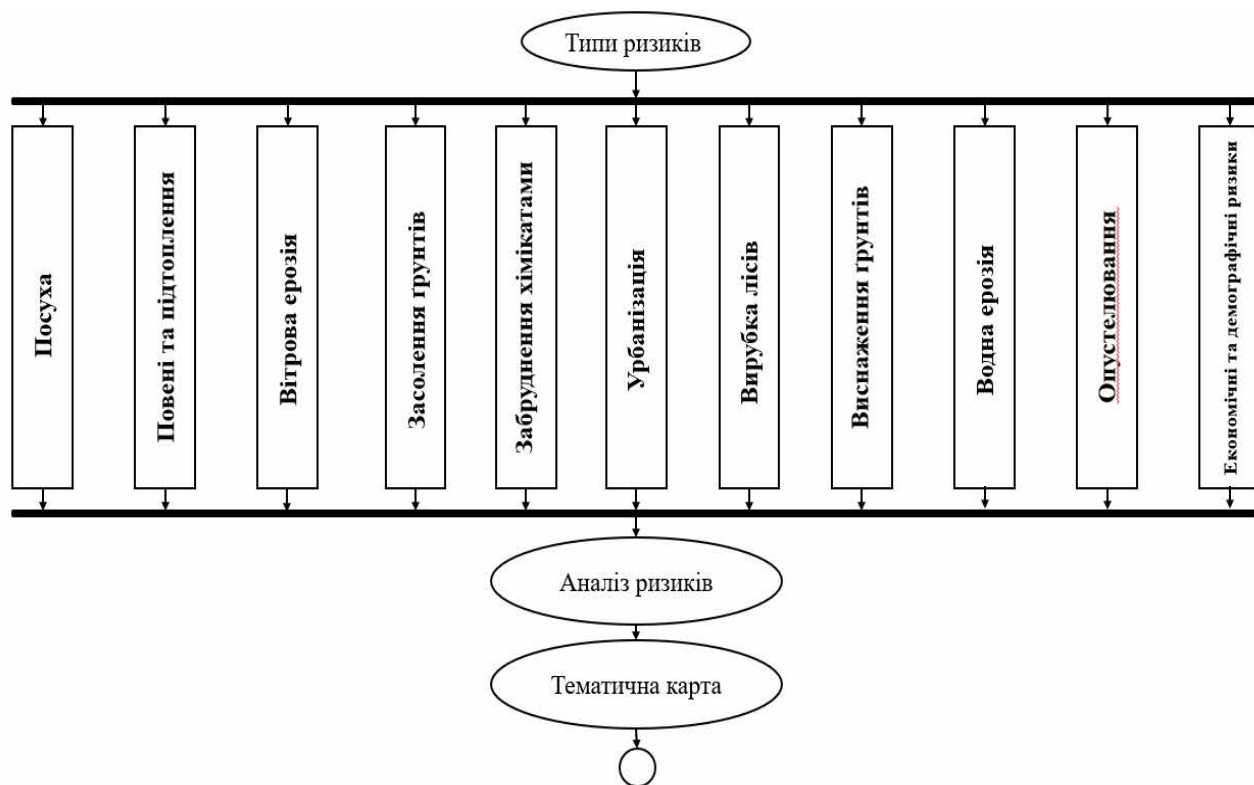 Типи ризиків
Посуха
Повені та підтоплення
Вітрова ерозія
Засолення ґрунтів
Забруднення хімікатами
Урбанізація
Вирубка лісів
Виснаження ґрунтів
Водна ерозія
Опустелювання
Економічні та демографічні ризики
Аналіз ризиків
Тематична карта